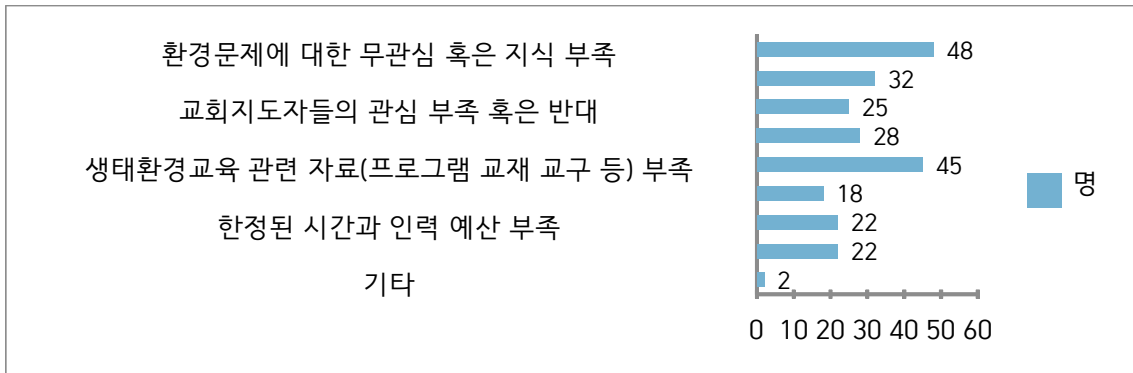 환경문제에 대한 무관심 혹은 지식 부족
48
32
교회지도자들의 관심 부족 혹은 반대
25
28
생태환경교육 관련 자료(프로그램 교재 교구 등) 부족
45
18
한정된 시간과 인력 예산 부족
22
22
기타
2
0 10 20 30 40 50 60
명